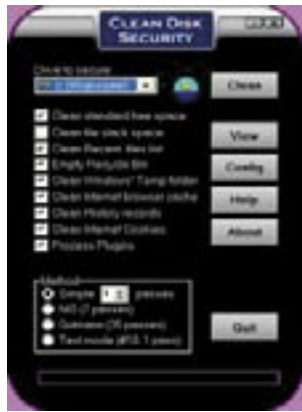 CLEAN DISK
SECURITY
Drive to secure
Clean
Clean standard free space
Clean file slack space
View
Clean Recent files list
Empty Recycle Bin
Config
Clean Windows' Temp folder
Clean Internet browser cache
Help
Clean History records
Clean Internet Cookies
About
Process Plugins
Method
Simple passes
NIS (7 passes)
Gutmann (35 passes)
Quit
Test mode